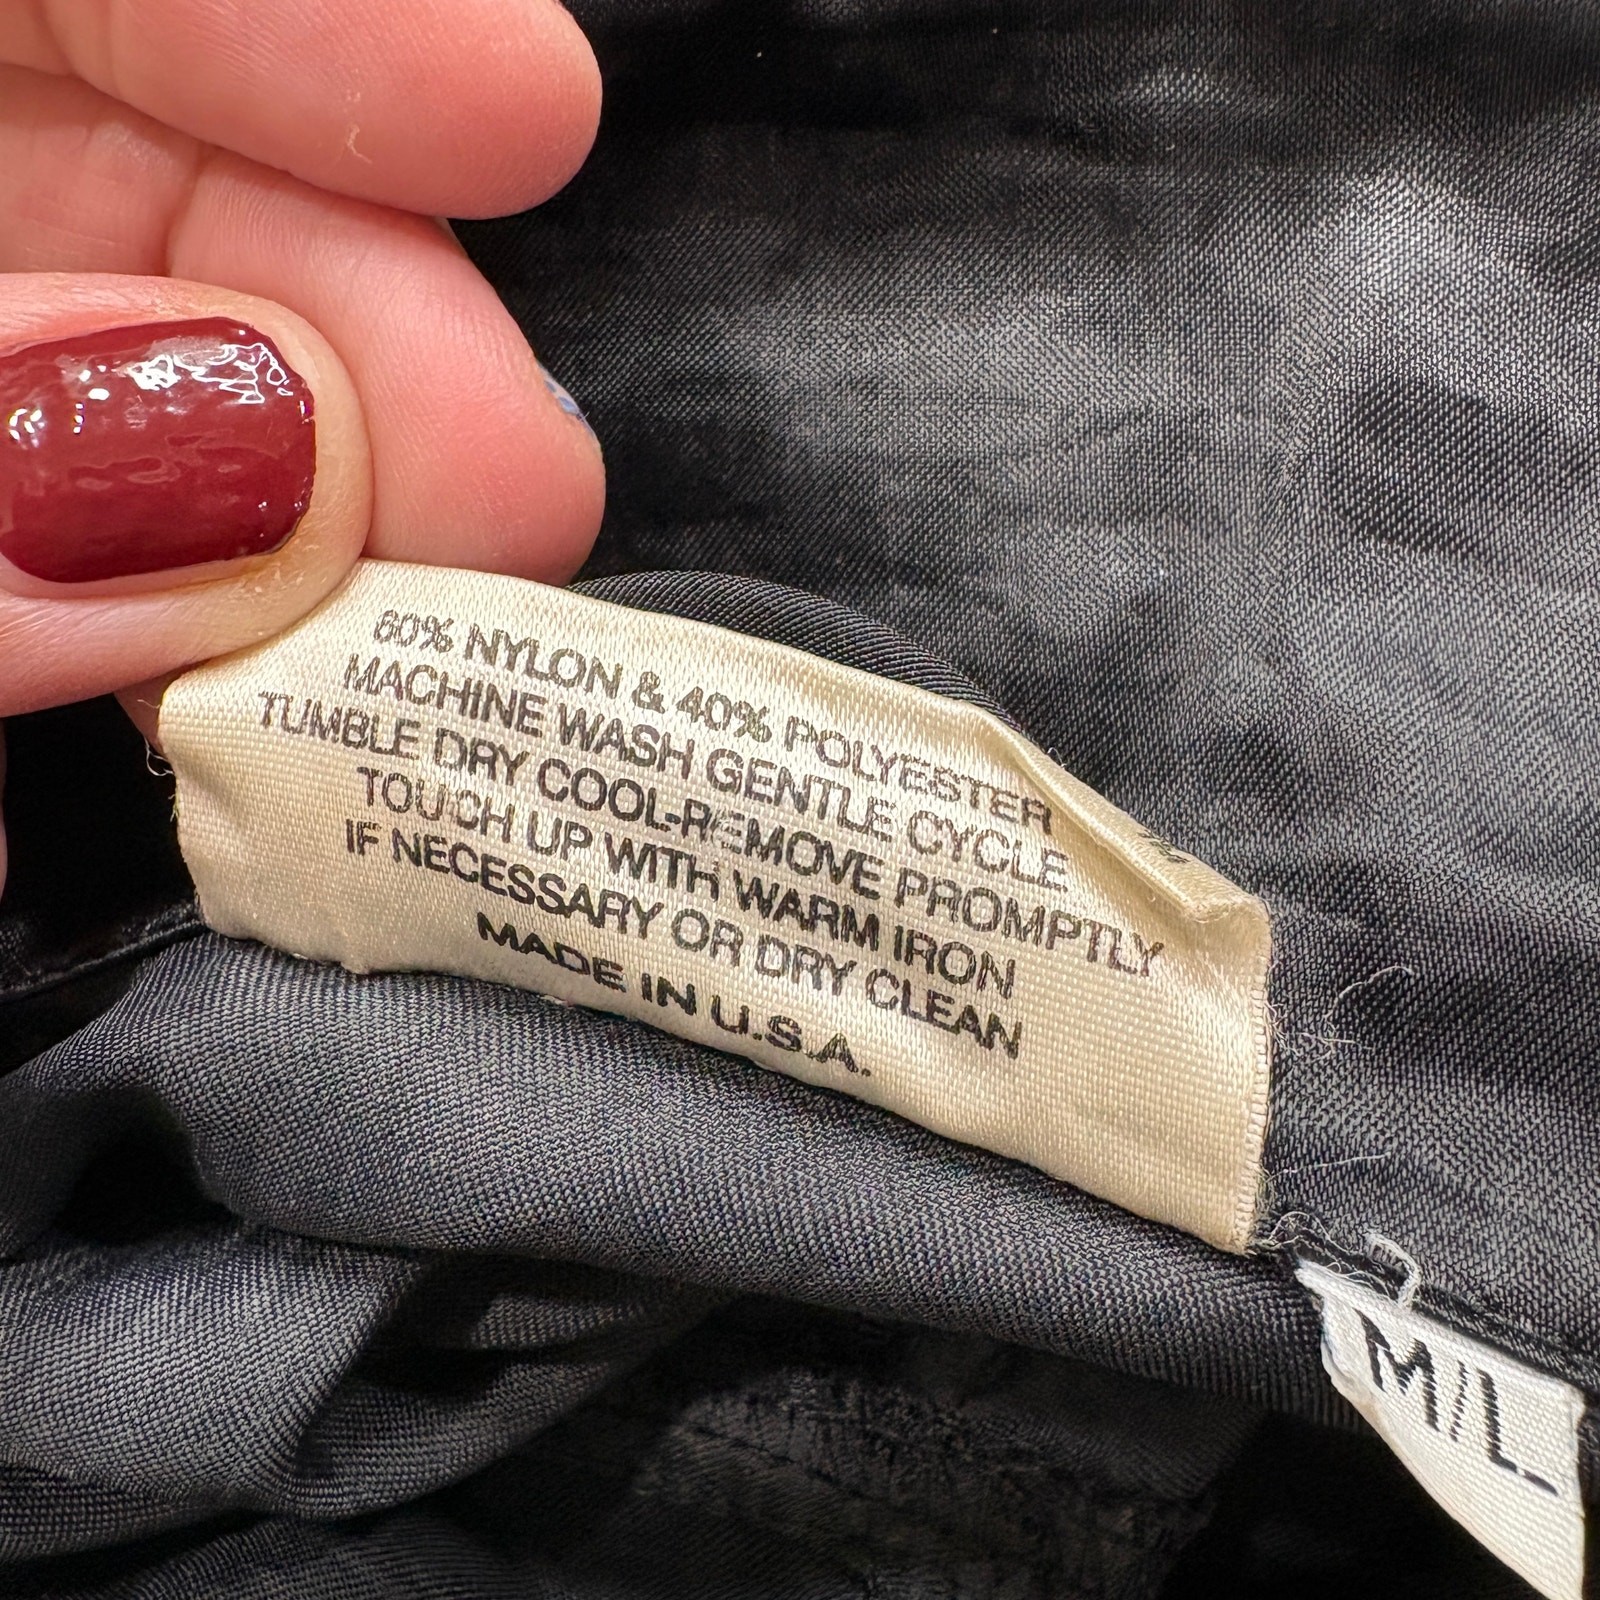 60% NYLON & 40% POLYESTER
MACHINE WASH GENTLE CYCLE
TUMBLE DRY COOL-REMOVE PROMPTLY
TOUCH UP WITH WARM IRON
IF NECESSARY OR DRY CLEAN
MADE IN U.S.A.
M/L